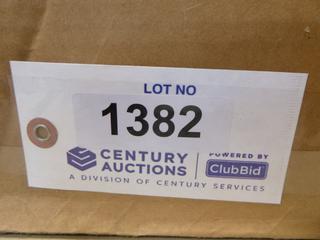 LOT NO
1382
CENTURY AUCTIONS
POWERED BY
ClubBid
A DIVISION OF CENTURY SERVICES